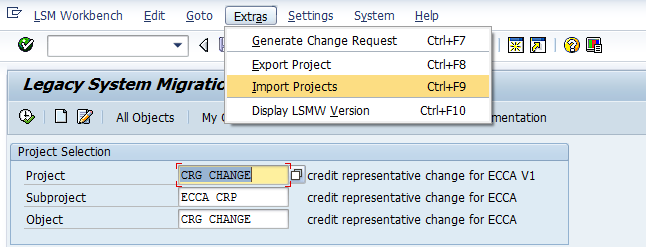 LSM Workbench Edit Goto Extras Settings System Help
Generate Change Request Ctrl+F7
Export Project Ctrl+F8
Import Projects Ctrl+F9
Display LSMW Version Ctrl+F10
Legacy System Migratio
All Objects My mentation
Project Selection
Project CRG CHANGE credit representative change for ECCA V1
Subproject ECCA CRP credit representative change for ECCA
Object CRG CHANGE credit representative change for ECCA